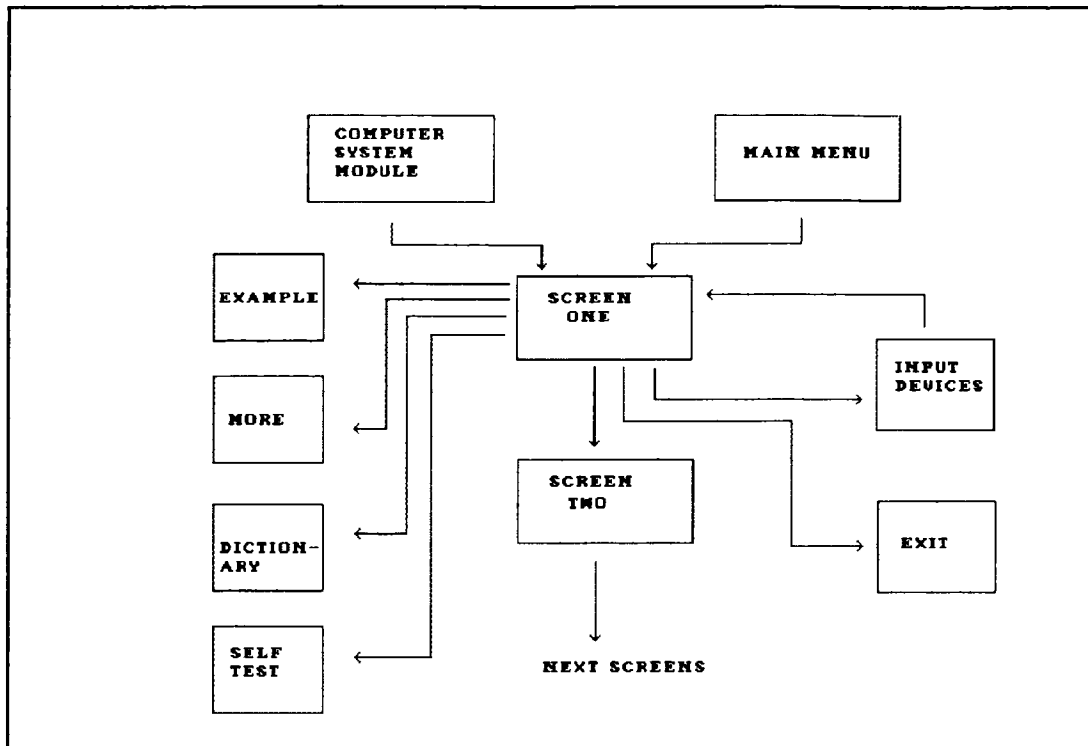 COMPUTER
SYSTEM
MODULE
MAIN MENU
EXAMPLE
SCREEN
ONE
INPUT
DEVICES
MORE
SCREEN
TWO
DICTION-
ARY
EXIT
SELF
TEST
NEXT SCREENS